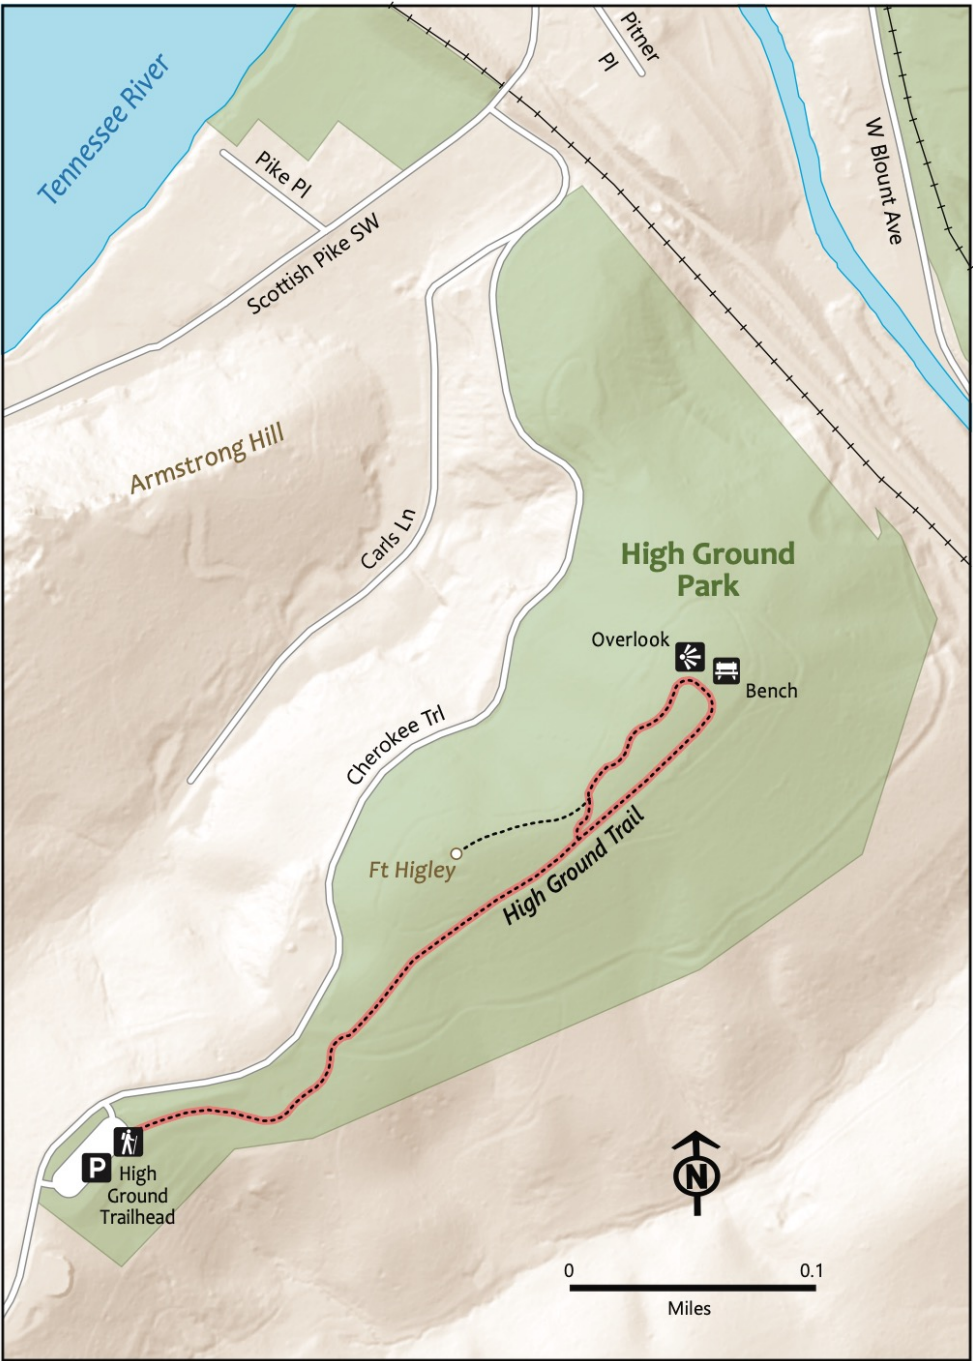 Tennessee River
Pitner
Pl
Pike Pl
W Blount Ave
Scottish Pike SW
Armstrong Hill
Carls Ln
High Ground
Park
Overlook
Bench
Cherokee Trl
High Ground Trail
Ft Higley
P
High
Ground
Trailhead
N
0 0.1
Miles